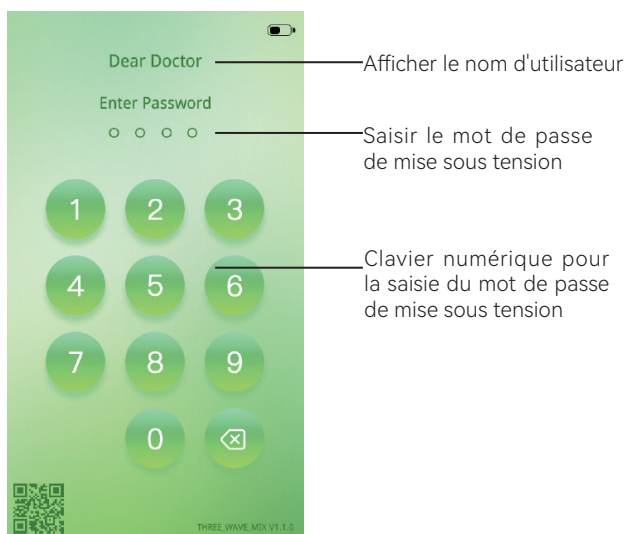 Dear Doctor
Afficher le nom d'utilisateur
Enter Password
Saisir le mot de passe
de mise sous tension
1 2 3
4 5 6
Clavier numérique pour
la saisie du mot de passe
de mise sous tension
7 8 9
0
THREE_WAVE_MIX V1.1.0